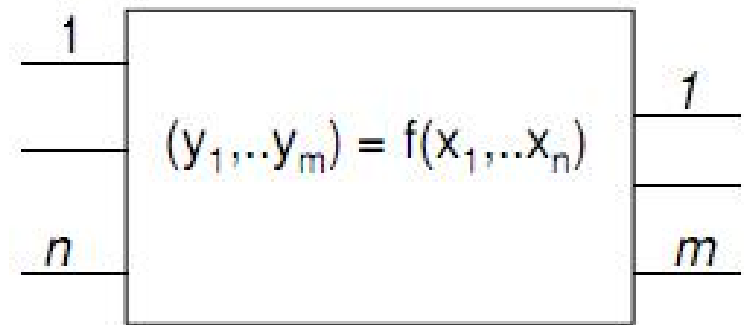 1
1
(y₁,..yₘ) = f(x₁,..xₙ)
n
m